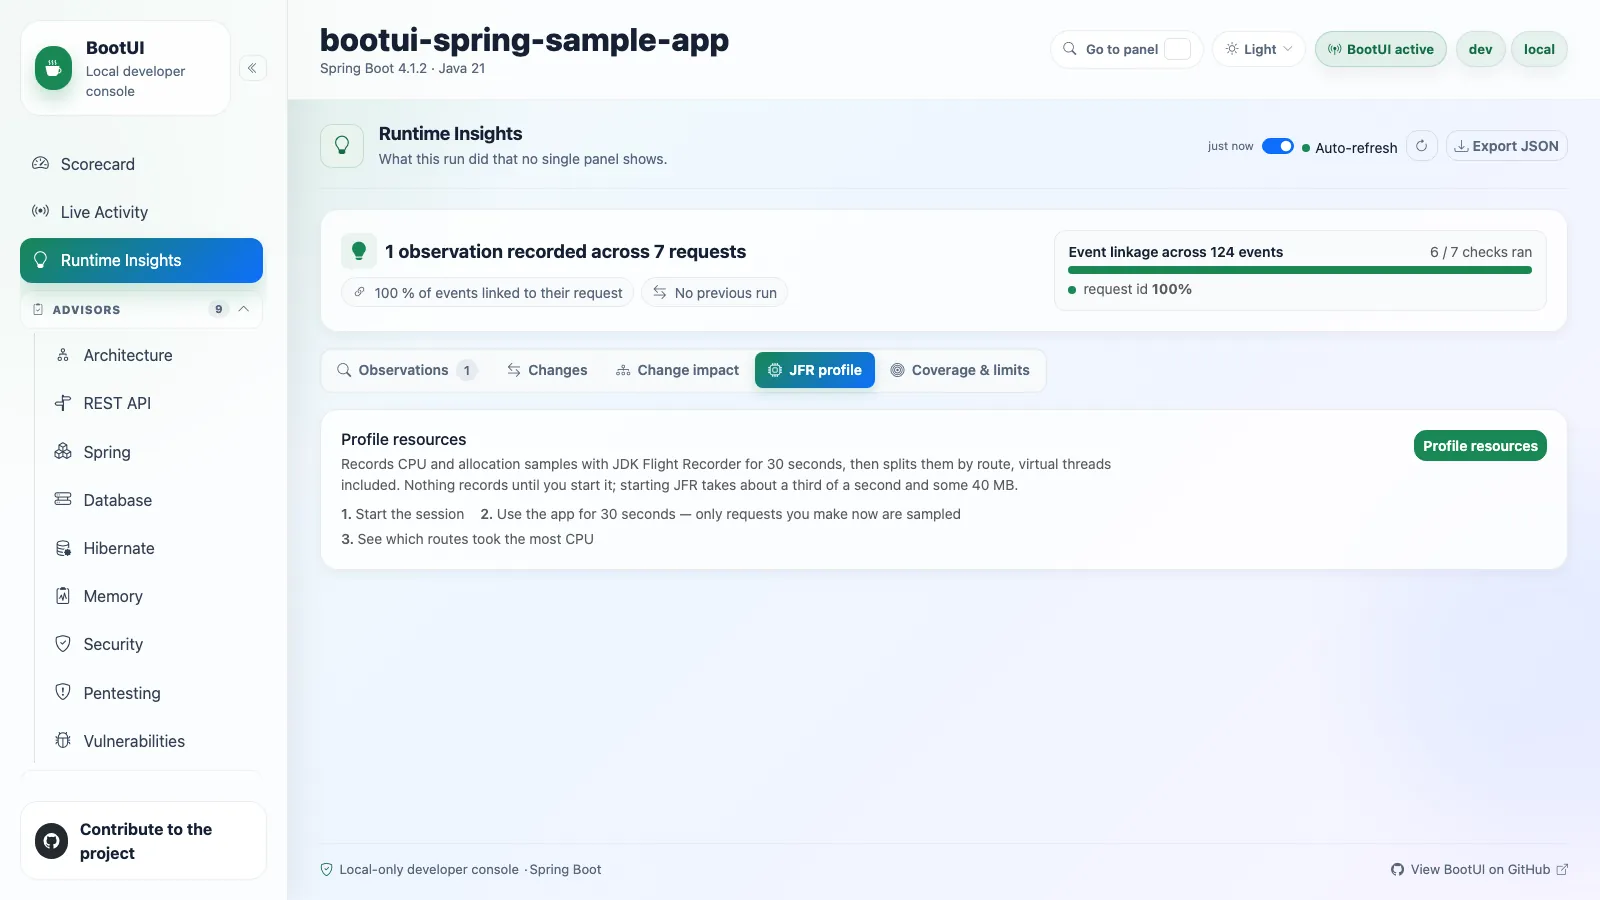 BootUI
Local developer
console
Scorecard
Live Activity
Runtime Insights
ADVISORS 9
Architecture
REST API
Spring
Database
Hibernate
Memory
Security
Pentesting
Vulnerabilities
Contribute to the
project
bootui-spring-sample-app
Spring Boot 4.1.2 · Java 21
Go to panel
Light
BootUI active
dev
local
Runtime Insights
What this run did that no single panel shows.
just now
Auto-refresh
Export JSON
1 observation recorded across 7 requests
100 % of events linked to their request
No previous run
Event linkage across 124 events 6 / 7 checks ran
request id 100%
Observations 1
Changes
Change impact
JFR profile
Coverage & limits
Profile resources
Records CPU and allocation samples with JDK Flight Recorder for 30 seconds, then splits them by route, virtual threads
included. Nothing records until you start it; starting JFR takes about a third of a second and some 40 MB.
1. Start the session 2. Use the app for 30 seconds — only requests you make now are sampled
3. See which routes took the most CPU
Profile resources
Local-only developer console · Spring Boot
View BootUI on GitHub